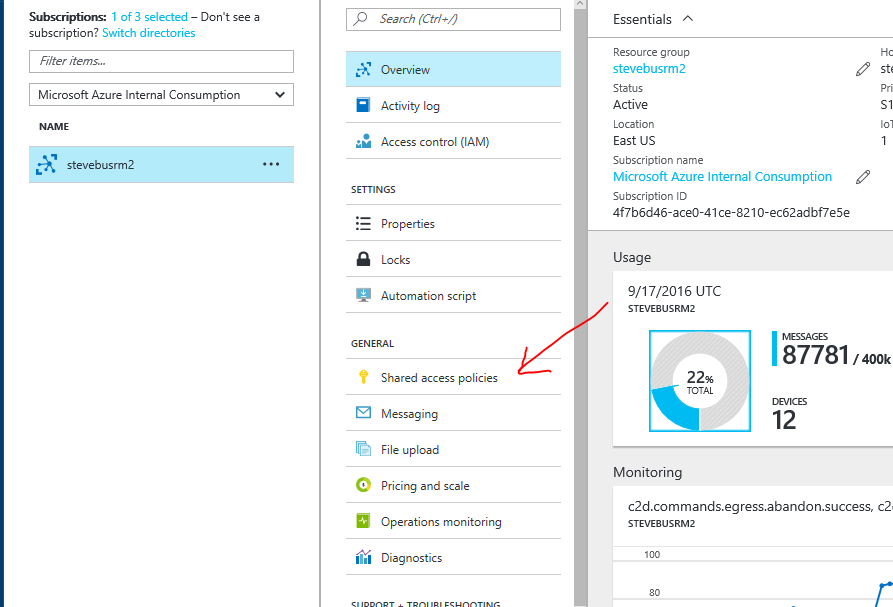 Subscriptions: 1 of 3 selected – Don't see a
subscription? Switch directories
Filter items...
Microsoft Azure Internal Consumption
NAME
stevebusrm2
Search (Ctrl+/)
Overview
Activity log
Access control (IAM)
SETTINGS
Properties
Locks
Automation script
GENERAL
Shared access policies
Messaging
File upload
Pricing and scale
Operations monitoring
Diagnostics
SUPPORT + TROUBLESHOOTING
Essentials
Resource group
stevebusrm2
Status
Active
Location
East US
Subscription name
Microsoft Azure Internal Consumption
Subscription ID
4f7b6d46-ace0-41ce-8210-ec62adbf7e5e
Ho
ste
Pri
S1
IoT
1
Usage
9/17/2016 UTC
STEVEBUSRM2
22%
TOTAL
MESSAGES
87781 / 400k
DEVICES
12
Monitoring
c2d.commands.egress.abandon.success, c2
STEVEBUSRM2
100
80